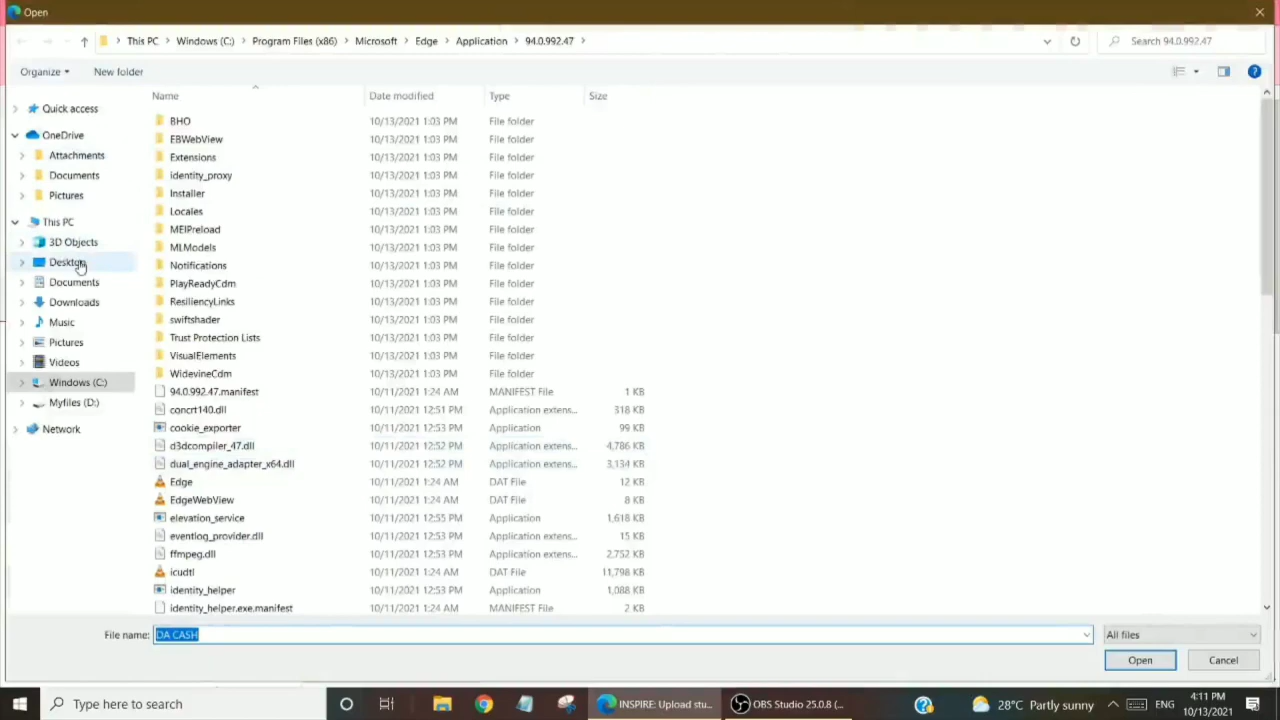 Open
This PC > Windows (C:) > Program Files (x86) > Microsoft > Edge > Application > 94.0.992.47 >
Search 94.0.992.47
Organize
New folder
Name Date modified Type Size
Quick access
OneDrive
Attachments
Documents
Pictures
This PC
3D Objects
Desktop
Documents
Downloads
Music
Pictures
Videos
Windows (C:)
Myfiles (D:)
Network
BHO 10/13/2021 1:03 PM File folder
EBWebView 10/13/2021 1:03 PM File folder
Extensions 10/13/2021 1:03 PM File folder
identity_proxy 10/13/2021 1:03 PM File folder
Installer 10/13/2021 1:03 PM File folder
Locales 10/13/2021 1:03 PM File folder
MEIPreload 10/13/2021 1:03 PM File folder
MLModels 10/13/2021 1:03 PM File folder
Notifications 10/13/2021 1:03 PM File folder
PlayReadyCdm 10/13/2021 1:03 PM File folder
ResiliencyLinks 10/13/2021 1:03 PM File folder
swiftshader 10/13/2021 1:03 PM File folder
Trust Protection Lists 10/13/2021 1:03 PM File folder
VisualElements 10/13/2021 1:03 PM File folder
WidevineCdm 10/13/2021 1:03 PM File folder
94.0.992.47.manifest 10/11/2021 1:24 AM MANIFEST File 1 KB
concrt140.dll 10/11/2021 12:51 PM Application extens... 318 KB
cookie_exporter 10/11/2021 12:53 PM Application 99 KB
d3dcompiler_47.dll 10/11/2021 12:52 PM Application extens... 4,786 KB
dual_engine_adapter_x64.dll 10/11/2021 12:52 PM Application extens... 3,134 KB
Edge 10/11/2021 1:24 AM DAT File 12 KB
EdgeWebView 10/11/2021 1:24 AM DAT File 8 KB
elevation_service 10/11/2021 12:55 PM Application 1,618 KB
eventlog_provider.dll 10/11/2021 12:53 PM Application extens... 15 KB
ffmpeg.dll 10/11/2021 12:53 PM Application extens... 2,752 KB
icudtl 10/11/2021 1:24 AM DAT File 11,798 KB
identity_helper 10/11/2021 12:53 PM Application 1,088 KB
identity_helper.exe.manifest 10/11/2021 1:24 AM MANIFEST File 2 KB
File name: DA CASH
All files
Open
Cancel
Type here to search
INSPIRE: Upload stu...
OBS Studio 25.0.8 (...
28°C Partly sunny
ENG
4:11 PM
10/13/2021